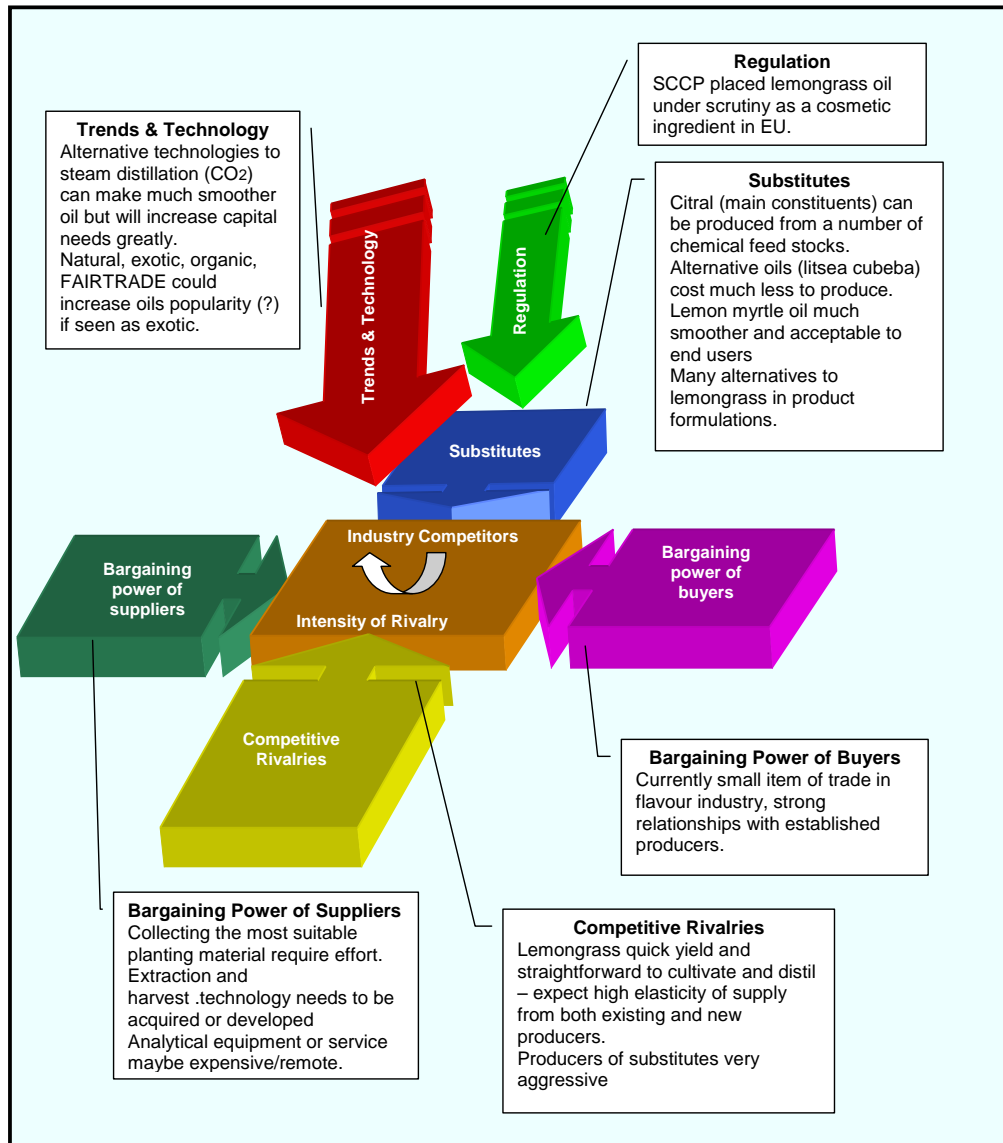 Regulation
SCCP placed lemongrass oil
under scrutiny as a cosmetic
ingredient in EU.
Trends & Technology
Alternative technologies to
steam distillation (CO2)
can make much smoother
oil but will increase capital
needs greatly.
Natural, exotic, organic,
FAIRTRADE could
increase oils popularity (?)
if seen as exotic.
Substitutes
Citral (main constituents) can
be produced from a number of
chemical feed stocks.
Alternative oils (litsea cubeba)
cost much less to produce.
Lemon myrtle oil much
smoother and acceptable to
end users
Many alternatives to
lemongrass in product
formulations.
Trends & Technology
Regulation
Substitutes
Industry Competitors
Intensity of Rivalry
Bargaining
power of
suppliers
Bargaining
power of
buyers
Competitive
Rivalries
Bargaining Power of Buyers
Currently small item of trade in
flavour industry, strong
relationships with established
producers.
Bargaining Power of Suppliers
Collecting the most suitable
planting material require effort.
Extraction and
harvest .technology needs to be
acquired or developed
Analytical equipment or service
maybe expensive/remote.
Competitive Rivalries
Lemongrass quick yield and
straightforward to cultivate and distil
– expect high elasticity of supply
from both existing and new
producers.
Producers of substitutes very
aggressive